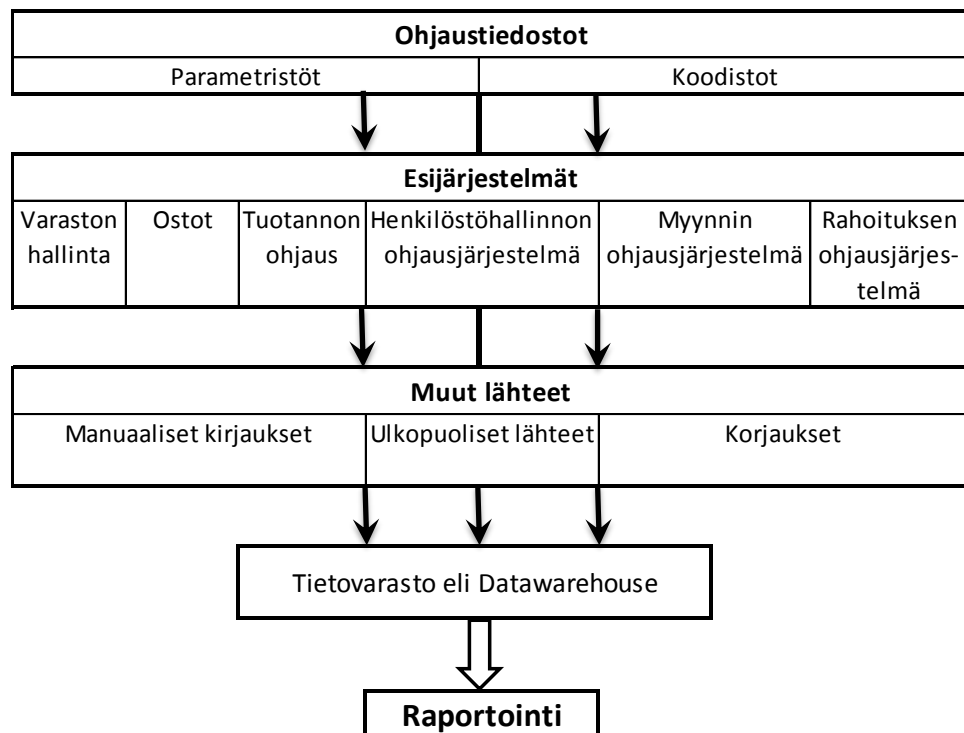 Ohjaustiedostot
Parametristöt
Koodistot
Esijärjestelmät
Varaston
hallinta
Ostot
Tuotannon
ohjaus
Henkilöstöhallinnon
ohjausjärjestelmä
Myynnin
ohjausjärjestelmä
Rahoituksen
ohjausjärjes-
telmä
Muut lähteet
Manuaaliset kirjaukset
Ulkopuoliset lähteet
Korjaukset
Tietovarasto eli Datawarehouse
Raportointi